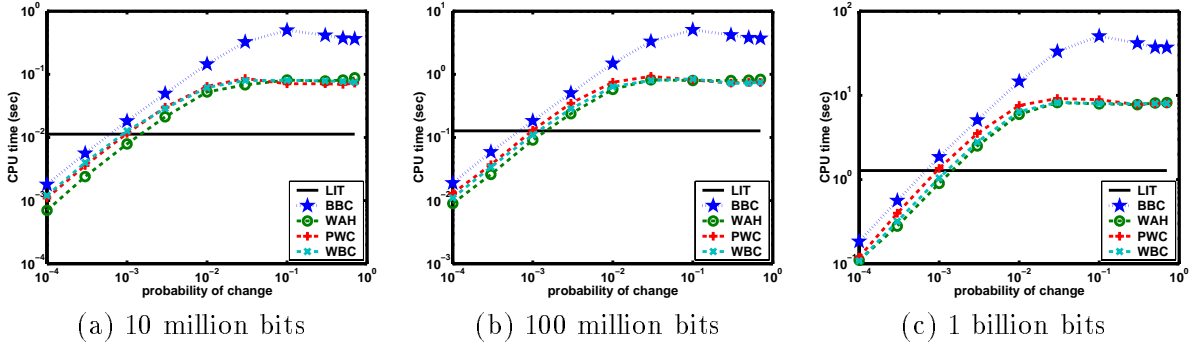 10^0
10^−1
10^−2
10^−3
10^−4
CPU time (sec)
10^−4
10^−3
10^−2
10^−1
10^0
probability of change
LIT
BBC
WAH
PWC
WBC
(a) 10 million bits
10^1
10^0
10^−1
10^−2
10^−3
CPU time (sec)
10^−4
10^−3
10^−2
10^−1
10^0
probability of change
LIT
BBC
WAH
PWC
WBC
(b) 100 million bits
10^2
10^1
10^0
10^−1
CPU time (sec)
10^−4
10^−3
10^−2
10^−1
10^0
probability of change
LIT
BBC
WAH
PWC
WBC
(c) 1 billion bits